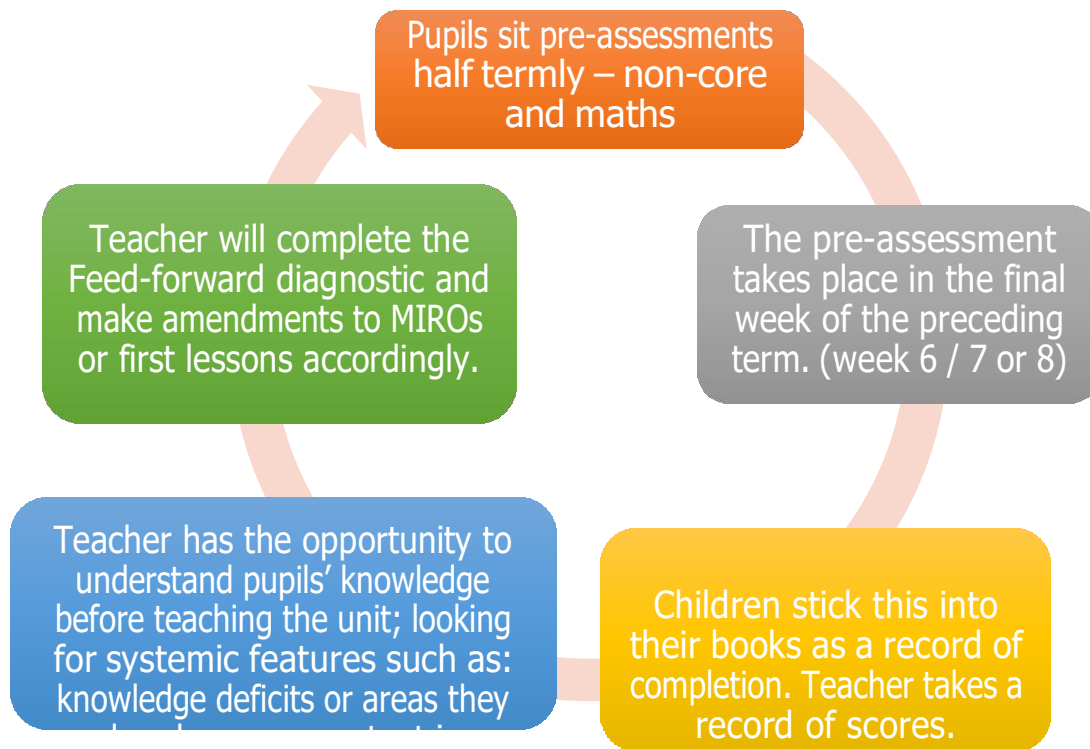 Pupils sit pre-assessments
half termly – non-core
and maths
The pre-assessment
takes place in the final
week of the preceding
term. (week 6 / 7 or 8)
Children stick this into
their books as a record of
completion. Teacher takes a
record of scores.
Teacher has the opportunity to
understand pupils’ knowledge
before teaching the unit; looking
for systemic features such as:
knowledge deficits or areas they
Teacher will complete the
Feed-forward diagnostic and
make amendments to MIROs
or first lessons accordingly.